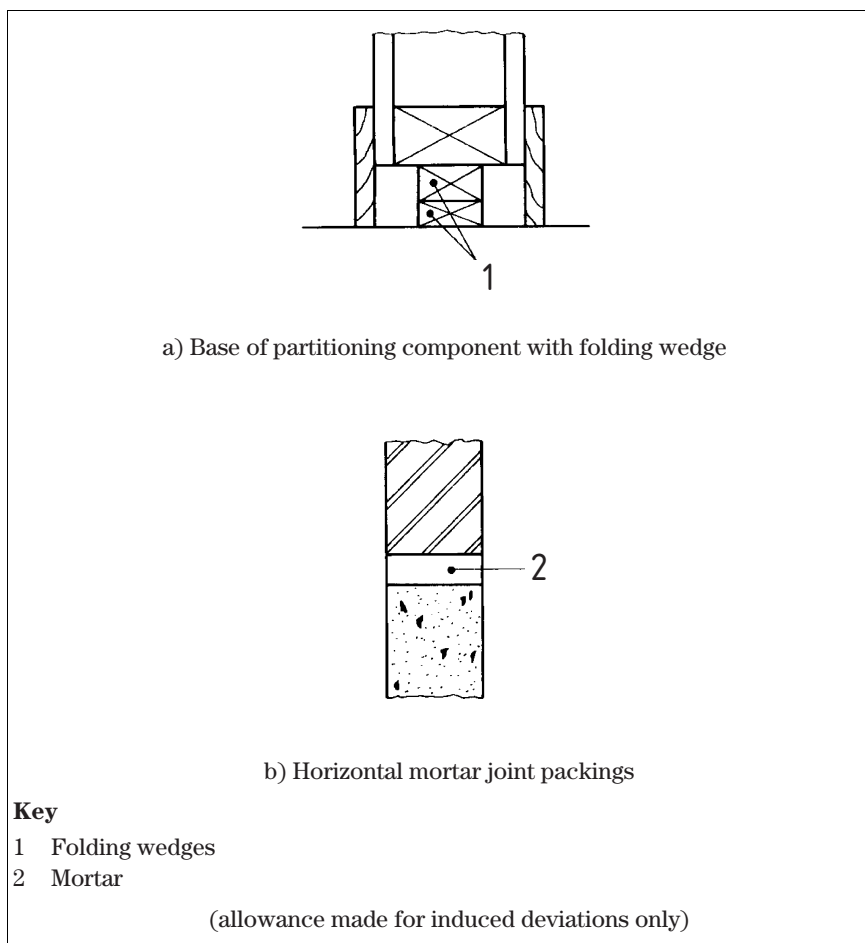 1
a) Base of partitioning component with folding wedge
2
b) Horizontal mortar joint packings
Key
1 Folding wedges
2 Mortar
(allowance made for induced deviations only)